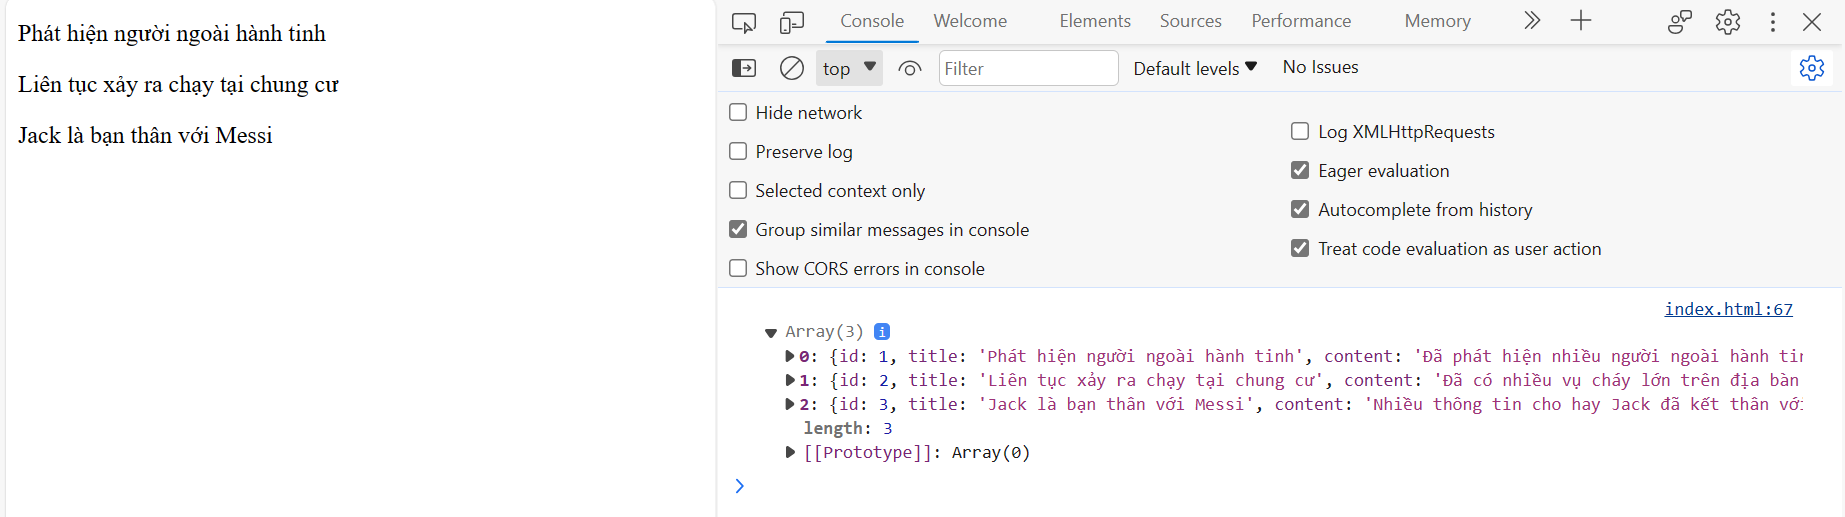 Phát hiện người ngoài hành tinh
Liên tục xảy ra chạy tại chung cư
Jack là bạn thân với Messi
Console Welcome Elements Sources Performance Memory
top Filter Default levels No Issues
Hide network
Preserve log
Selected context only
Group similar messages in console
Show CORS errors in console
Log XMLHttpRequests
Eager evaluation
Autocomplete from history
Treat code evaluation as user action
index.html:67
Array(3) i
0: {id: 1, title: 'Phát hiện người ngoài hành tinh', content: 'Đã phát hiện nhiều người ngoài hành tin
1: {id: 2, title: 'Liên tục xảy ra chạy tại chung cư', content: 'Đã có nhiều vụ cháy lớn trên địa bàn
2: {id: 3, title: 'Jack là bạn thân với Messi', content: 'Nhiều thông tin cho hay Jack đã kết thân với
length: 3
[[Prototype]]: Array(0)